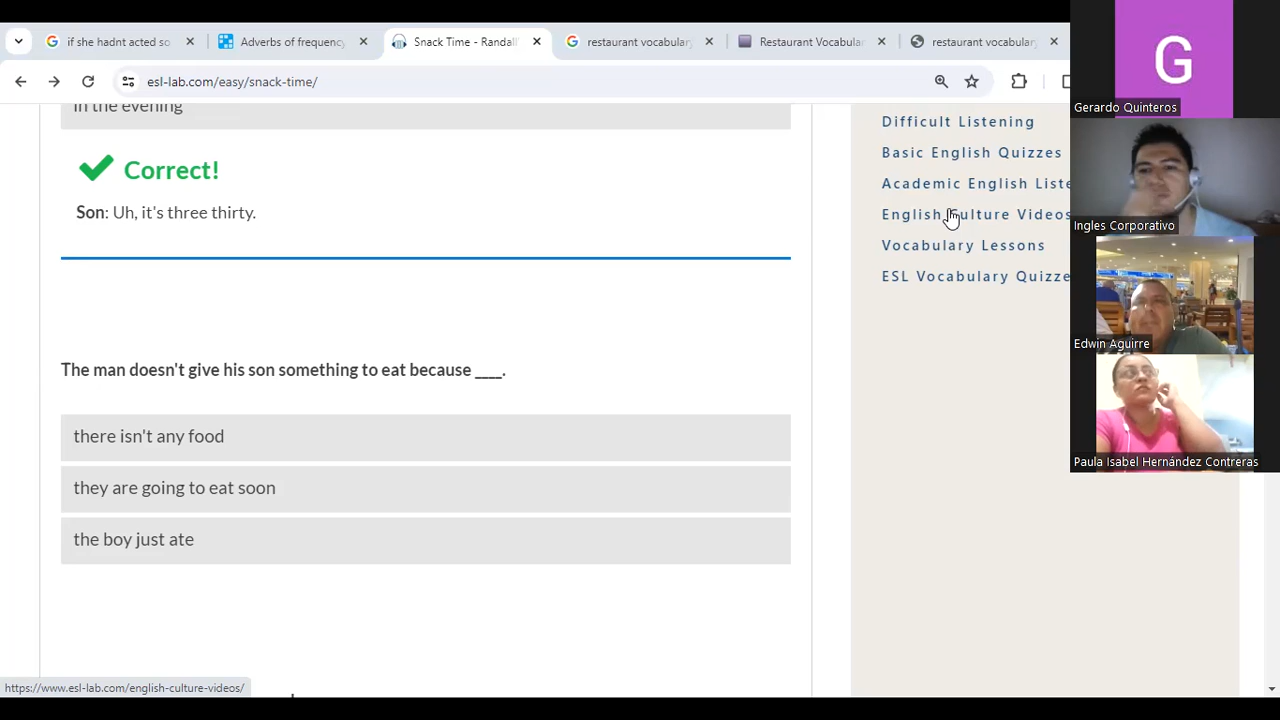 if she hadnt acted so
Adverbs of frequency
Snack Time - Randall'
restaurant vocabulary
Restaurant Vocabula
restaurant vocabulary
esl-lab.com/easy/snack-time/
in the evening
Correct!
Son: Uh, it's three thirty.
The man doesn't give his son something to eat because ____.
there isn't any food
they are going to eat soon
the boy just ate
Difficult Listening
Basic English Quizzes
Academic English Liste
English Culture Videos
Vocabulary Lessons
ESL Vocabulary Quizze
G
Gerardo Quinteros
Ingles Corporativo
Edwin Aguirre
Paula Isabel Hernández Contreras
https://www.esl-lab.com/english-culture-videos/